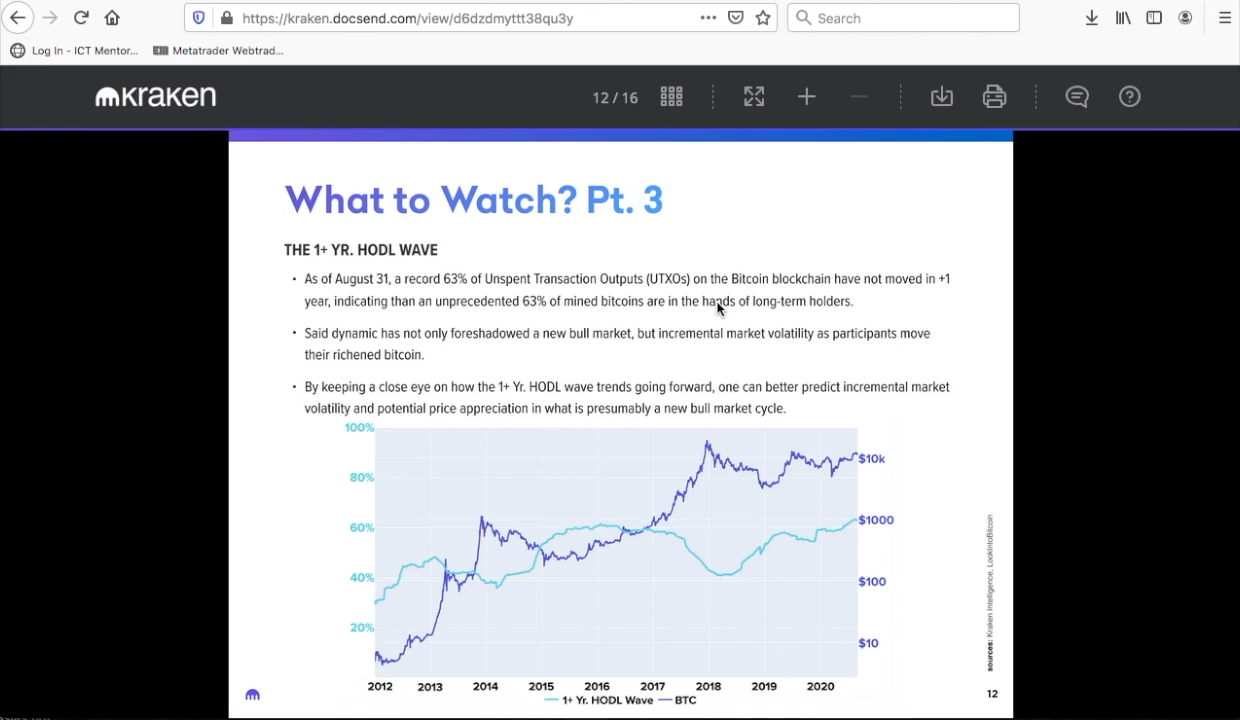 https://kraken.docsend.com/view/d6dzdmyttt38qu3y
Search
Log In - ICT Mentor...
Metatrader Webtrad...
kraken
12 / 16
What to Watch? Pt. 3
THE 1+ YR. HODL WAVE
• As of August 31, a record 63% of Unspent Transaction Outputs (UTXOs) on the Bitcoin blockchain have not moved in +1
year, indicating than an unprecedented 63% of mined bitcoins are in the hands of long-term holders.
• Said dynamic has not only foreshadowed a new bull market, but incremental market volatility as participants move
their richened bitcoin.
• By keeping a close eye on how the 1+ Yr. HODL wave trends going forward, one can better predict incremental market
volatility and potential price appreciation in what is presumably a new bull market cycle.
100%
80%
60%
40%
20%
$10k
$1000
$100
$10
2012 2013 2014 2015 2016 2017 2018 2019 2020
1+ Yr. HODL Wave BTC
sources: Kraken Intelligence, LookIntoBitcoin
12